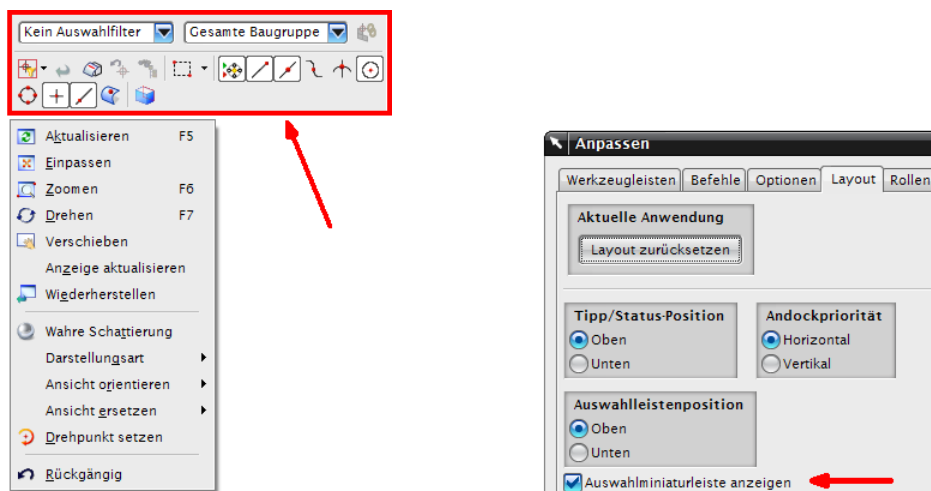 Kein Auswahlfilter Gesamte Baugruppe
Aktualisieren F5
Einpassen
Zoomen F6
Drehen F7
Verschieben
Anzeige aktualisieren
Wiederherstellen
Wahre Schattierung
Darstellungsart
Ansicht orientieren
Ansicht ersetzen
Drehpunkt setzen
Rückgängig
Anpassen
Werkzeugleisten Befehle Optionen Layout Rollen
Aktuelle Anwendung
Layout zurücksetzen
Tipp/Status-Position
Oben
Unten
Andockpriorität
Horizontal
Vertikal
Auswahlleistenposition
Oben
Unten
Auswahlminiaturleiste anzeigen